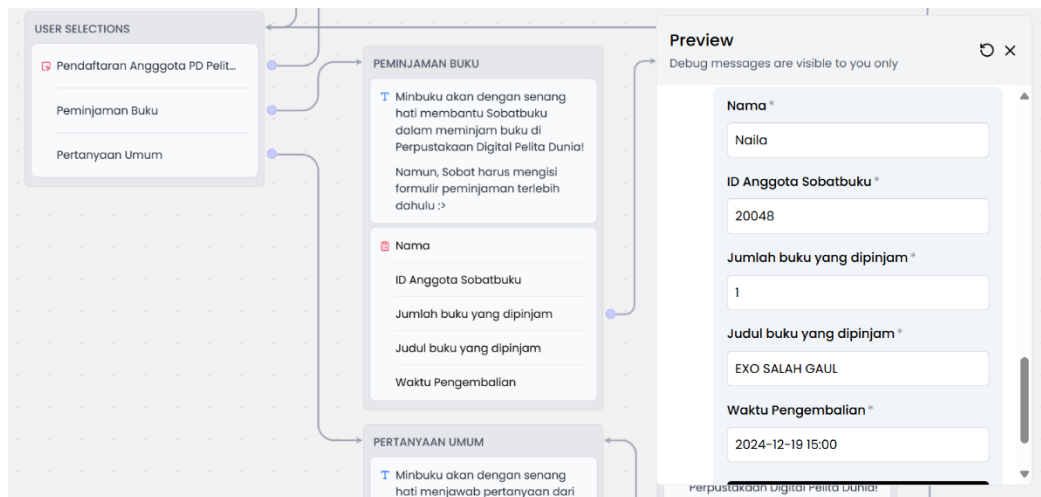 USER SELECTIONS
Pendaftaran Angggota PD Pelit...
Peminjaman Buku
Pertanyaan Umum
PEMINJAMAN BUKU
Minbuku akan dengan senang
hati membantu Sobatbuku
dalam meminjam buku di
Perpustakaan Digital Pelita Dunia!
Namun, Sobat harus mengisi
formulir peminjaman terlebih
dahulu :>
Nama
ID Anggota Sobatbuku
Jumlah buku yang dipinjam
Judul buku yang dipinjam
Waktu Pengembalian
PERTANYAAN UMUM
Minbuku akan dengan senang
hati menjawab pertanyaan dari
Preview
Debug messages are visible to you only
Nama *
Naila
ID Anggota Sobatbuku *
20048
Jumlah buku yang dipinjam *
1
Judul buku yang dipinjam *
EXO SALAH GAUL
Waktu Pengembalian *
2024-12-19 15:00
Perpustakaan Digital Pelita Dunia!